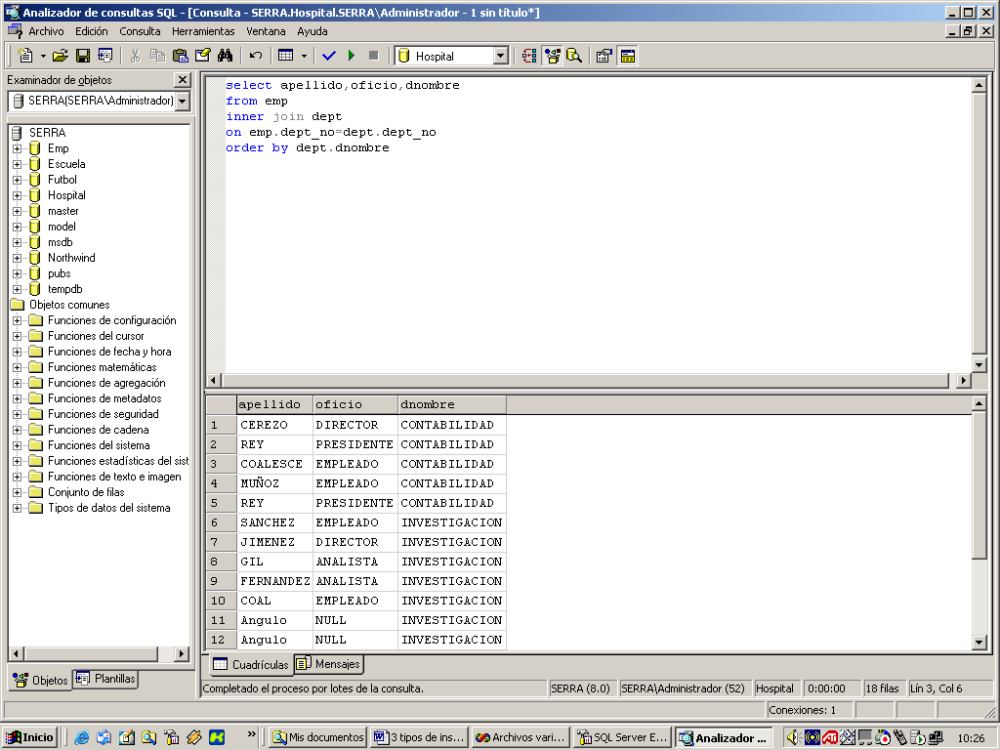 Analizador de consultas SQL - [Consulta - SERRA.Hospital.SERRA\Administrador - 1 sin título*]
Archivo Edición Consulta Herramientas Ventana Ayuda
Hospital
Examinador de objetos
SERRA(SERRA\Administrador)
SERRA
Emp
Escuela
Futbol
Hospital
master
model
msdb
Northwind
pubs
tempdb
Objetos comunes
Funciones de configuración
Funciones del cursor
Funciones de fecha y hora
Funciones matemáticas
Funciones de agregación
Funciones de metadatos
Funciones de seguridad
Funciones de cadena
Funciones del sistema
Funciones estadísticas del sist
Funciones de texto e imagen
Conjunto de filas
Tipos de datos del sistema
Objetos Plantillas
select apellido,oficio,dnombre
from emp
inner join dept
on emp.dept_no=dept.dept_no
order by dept.dnombre
apellido oficio dnombre
1 CEREZO DIRECTOR CONTABILIDAD
2 REY PRESIDENTE CONTABILIDAD
3 COALESCE EMPLEADO CONTABILIDAD
4 MUÑOZ EMPLEADO CONTABILIDAD
5 REY PRESIDENTE CONTABILIDAD
6 SANCHEZ EMPLEADO INVESTIGACION
7 JIMENEZ DIRECTOR INVESTIGACION
8 GIL ANALISTA INVESTIGACION
9 FERNANDEZ ANALISTA INVESTIGACION
10 COAL EMPLEADO INVESTIGACION
11 Angulo NULL INVESTIGACION
12 Angulo NULL INVESTIGACION
Cuadrículas Mensajes
Completado el proceso por lotes de la consulta. SERRA (8.0) SERRA\Administrador (52) Hospital 0:00:00 18 filas Lín 3, Col 6
Conexiones: 1
Inicio » Mis documentos 3 tipos de ins... Archivos vari... SQL Server E... Analizador ... 10:26